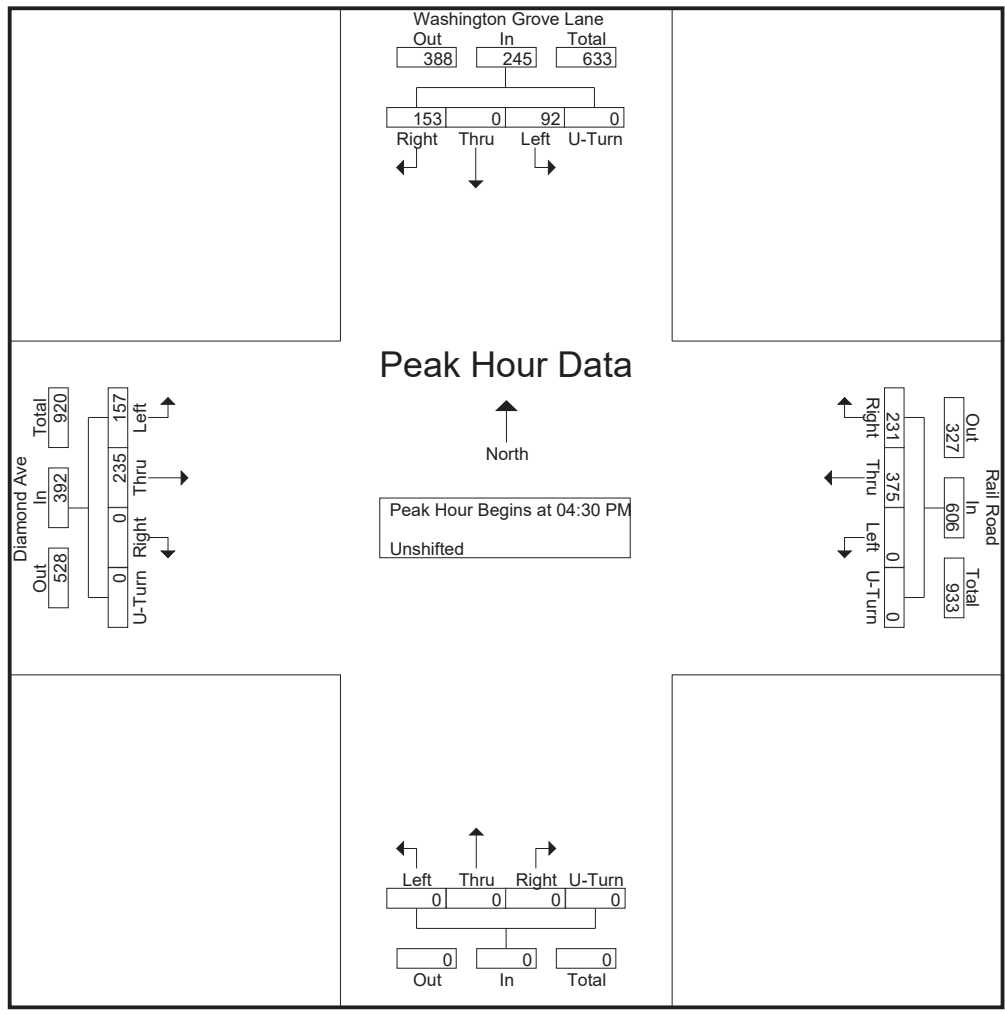 Washington Grove Lane
Out In Total
388 245 633
153 0 92 0
Right Thru Left U-Turn
Peak Hour Data
North
Peak Hour Begins at 04:30 PM
Unshifted
Diamond Ave
Out In Total
528 392 920
0 0 235 157
U-Turn Right Thru Left
Rail Road
Out In Total
327 606 933
231 375 0 0
Right Thru Left U-Turn
Left Thru Right U-Turn
0 0 0 0
0 0 0
Out In Total